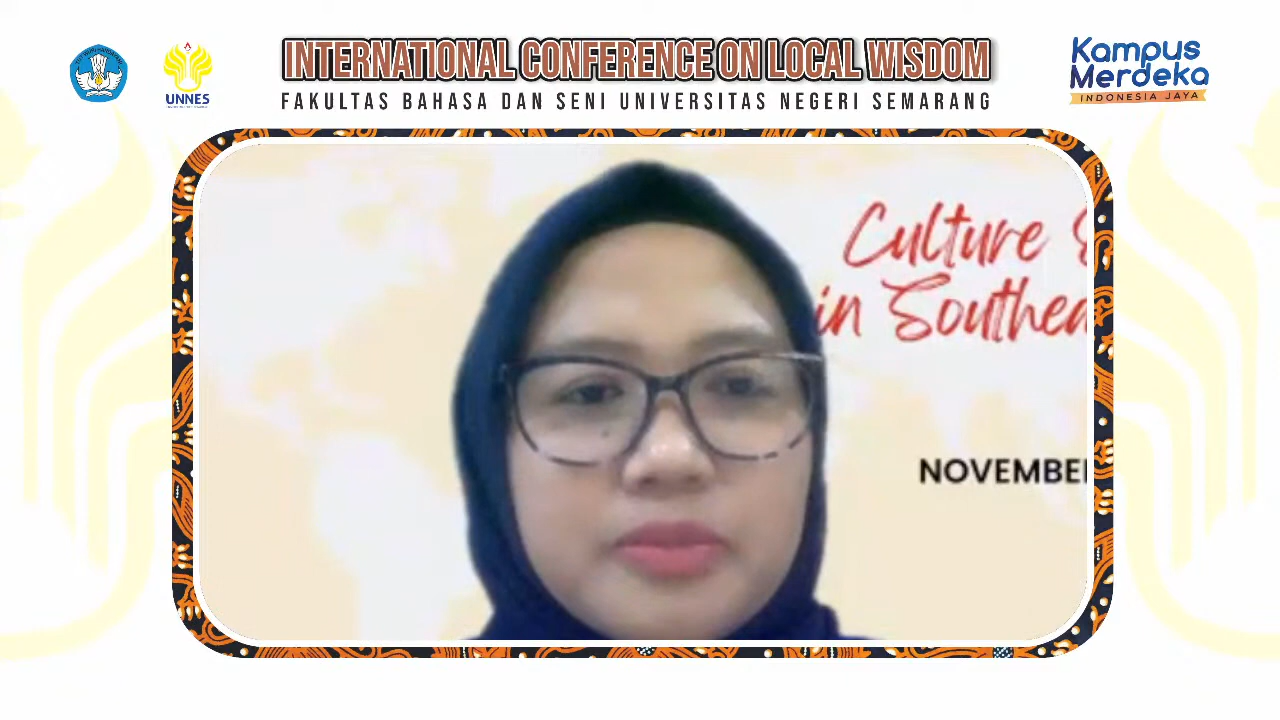 INTERNATIONAL CONFERENCE ON LOCAL WISDOM
FAKULTAS BAHASA DAN SENI UNIVERSITAS NEGERI SEMARANG
UNNES
Kampus
Merdeka
INDONESIA JAYA
Culture
in Southea
NOVEMBER